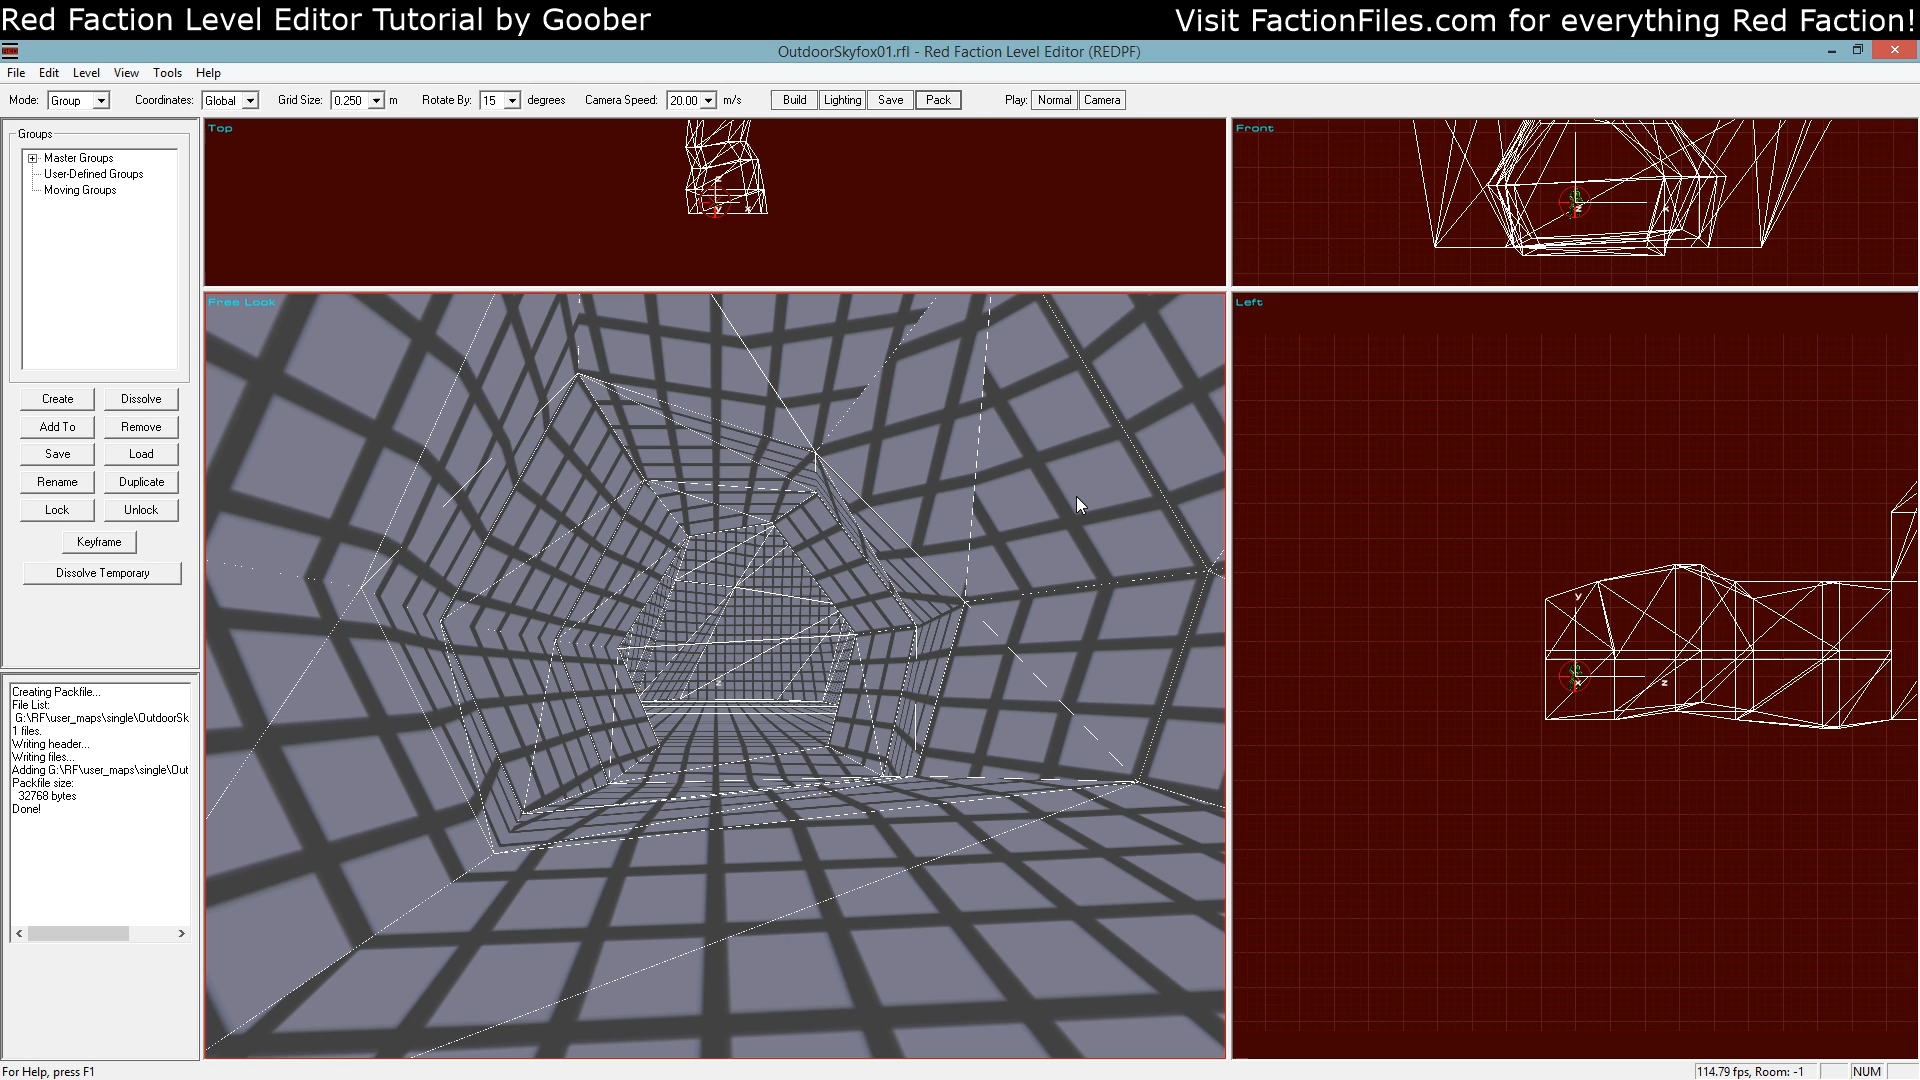 Red Faction Level Editor Tutorial by Goober
Visit FactionFiles.com for everything Red Faction!
OutdoorSkyfox01.rfl - Red Faction Level Editor (REDPF)
File Edit Level View Tools Help
Mode: Group Coordinates: Global Grid Size: 0.250 m Rotate By: 15 degrees Camera Speed: 20.00 m/s Build Lighting Save Pack Play: Normal Camera
Groups
Master Groups
User-Defined Groups
Moving Groups
Create Dissolve
Add To Remove
Save Load
Rename Duplicate
Lock Unlock
Keyframe
Dissolve Temporary
Creating Packfile...
File List:
G:\RF\user_maps\single\OutdoorSk
1 files.
Writing header...
Writing files...
Adding G:\RF\user_maps\single\Out
Packfile size:
32768 bytes
Done!
Top
Front
Free Look
Left
For Help, press F1
114.79 fps, Room: -1 NUM